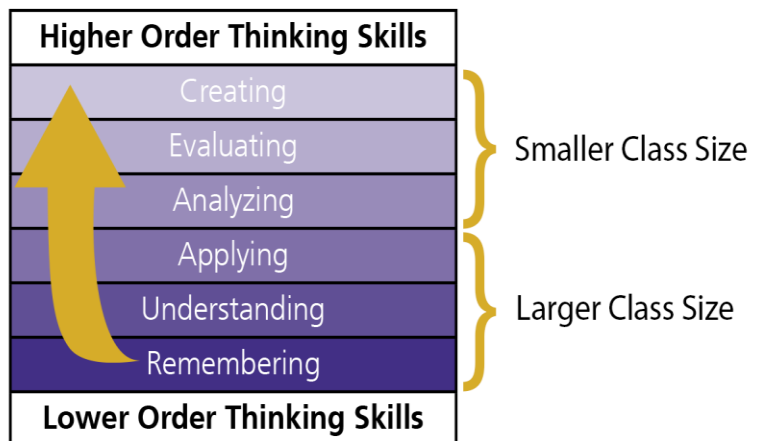 Higher Order Thinking Skills
Creating
Evaluating
Analyzing
Applying
Understanding
Remembering
Lower Order Thinking Skills
Smaller Class Size
Larger Class Size